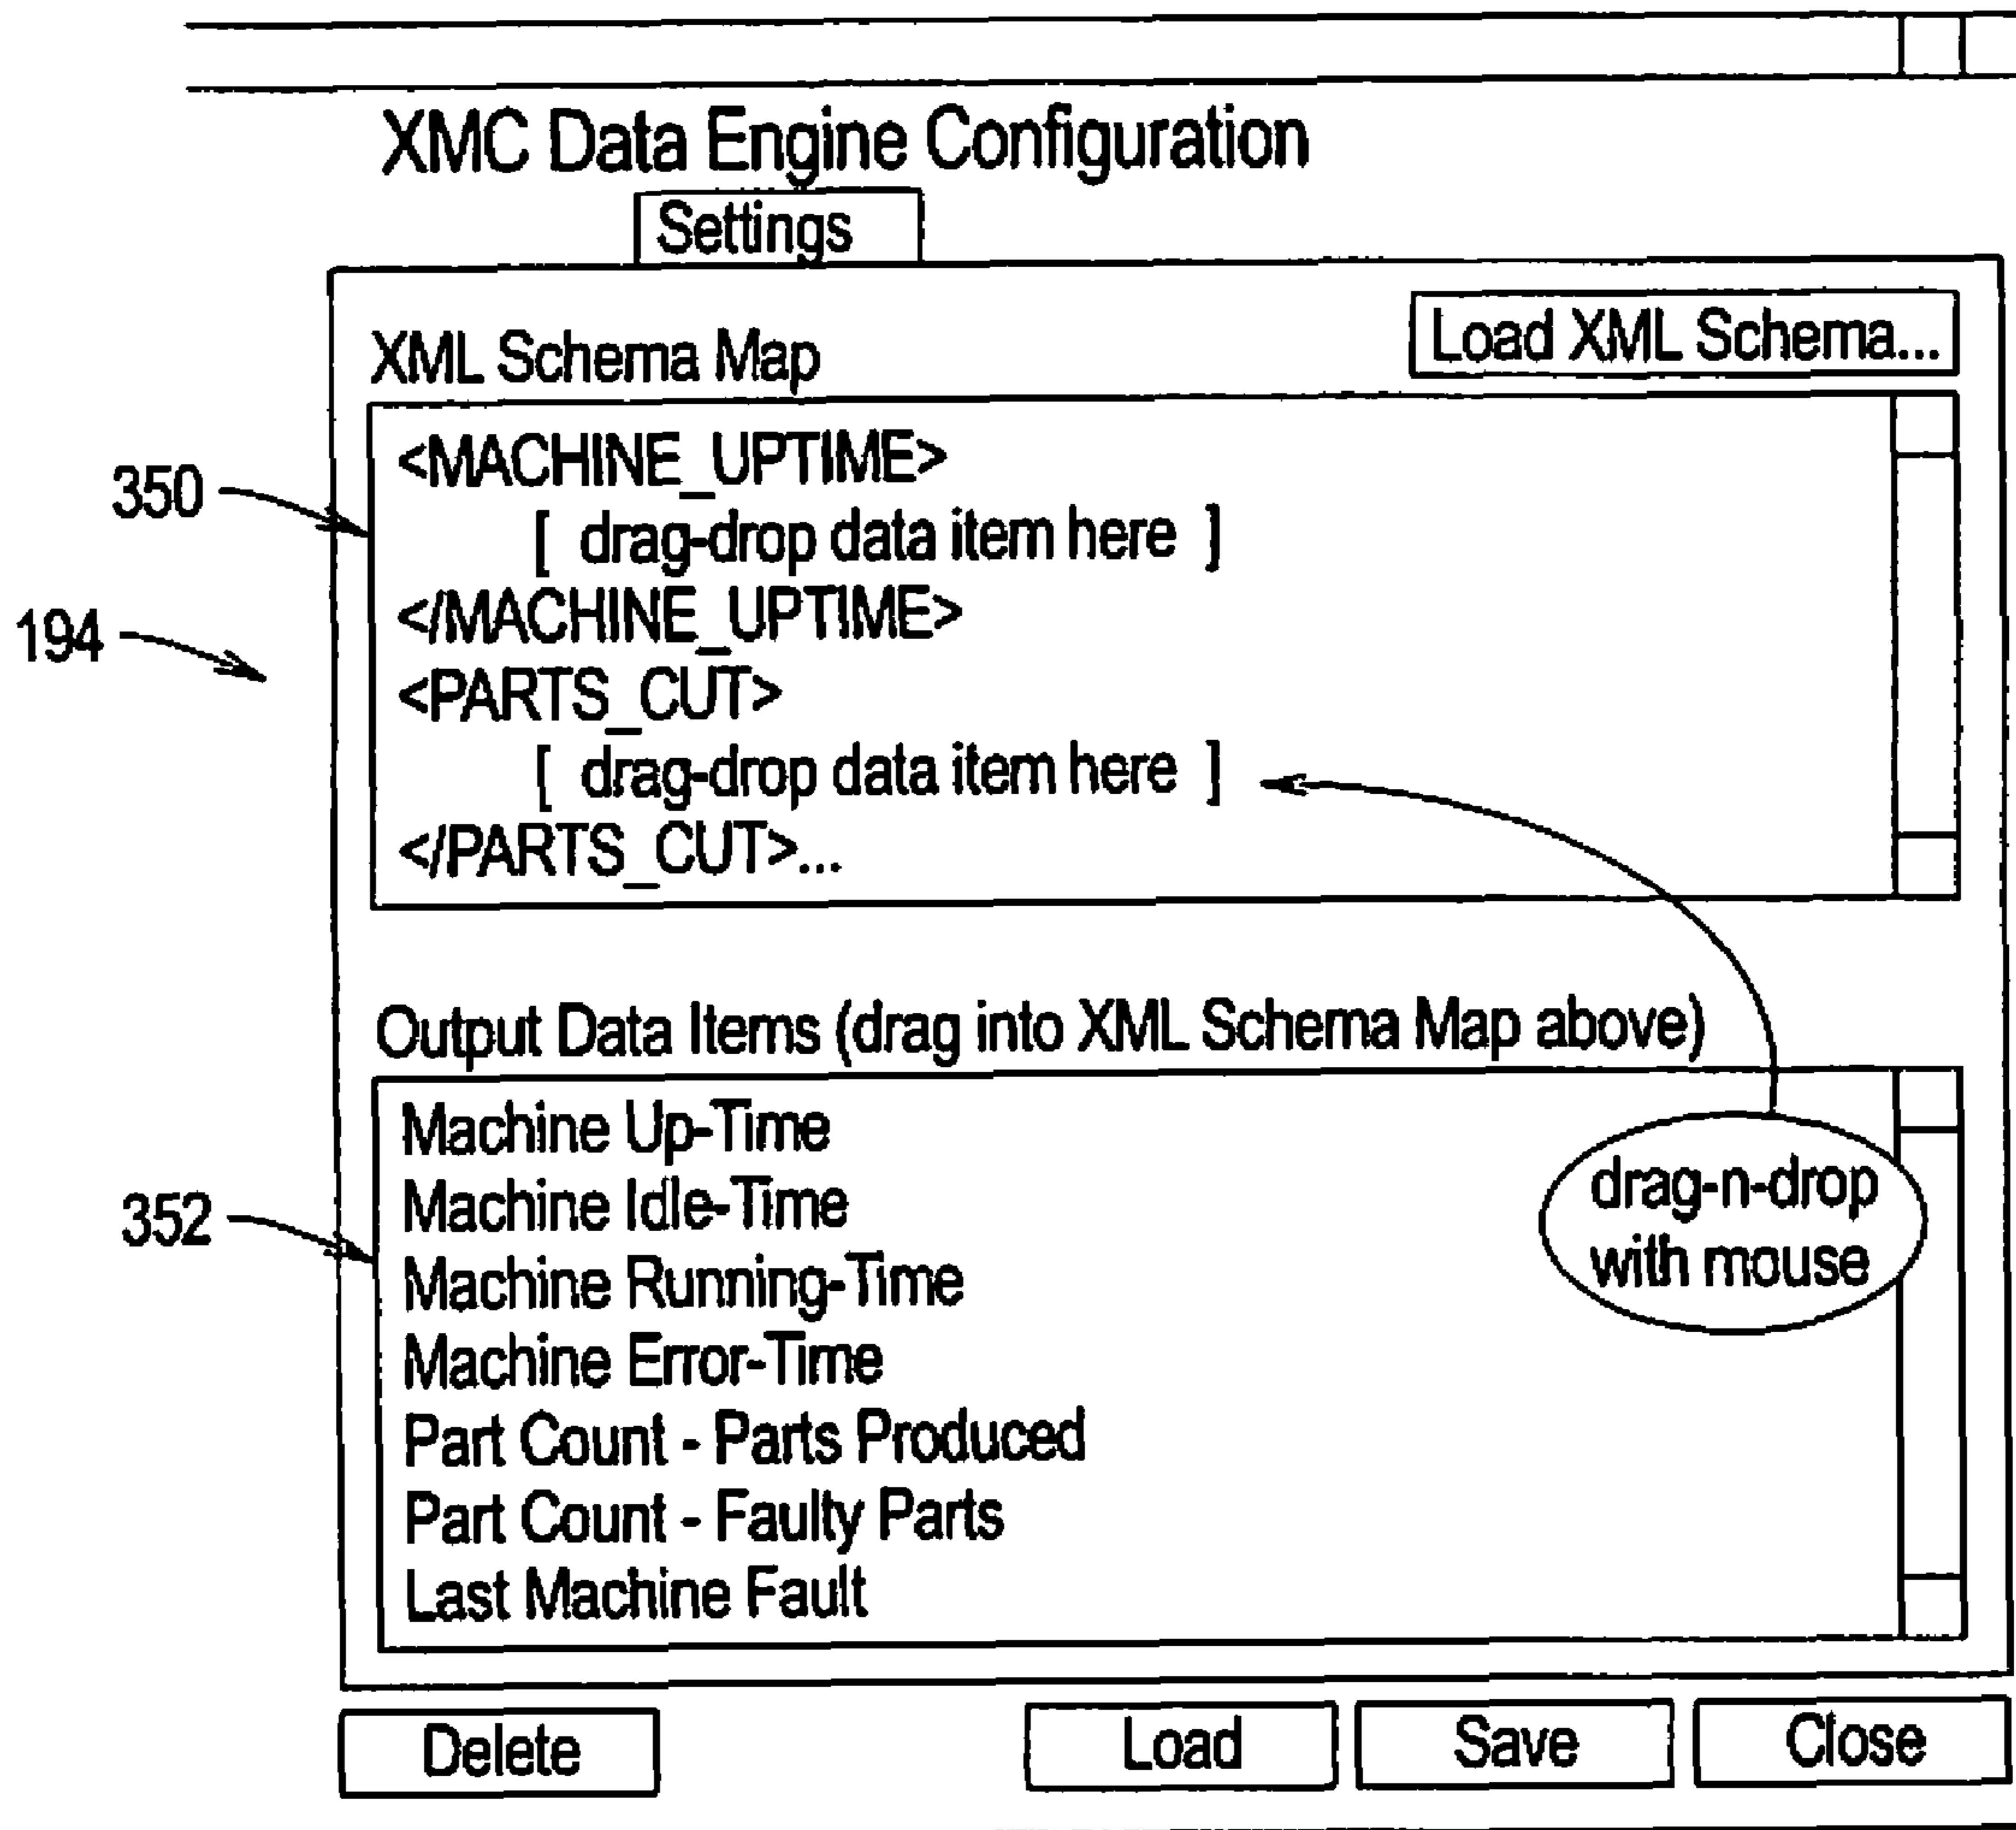 XMC Data Engine Configuration
Settings
XML Schema Map
Load XML Schema...
<MACHINE_UPTIME>
[ drag-drop data item here ]
</MACHINE_UPTIME>
<PARTS_CUT>
[ drag-drop data item here ]
</PARTS_CUT>...
350
194
Output Data Items (drag into XML Schema Map above)
Machine Up-Time
Machine Idle-Time
Machine Running-Time
Machine Error-Time
Part Count - Parts Produced
Part Count - Faulty Parts
Last Machine Fault
drag-n-drop
with mouse
352
Delete
Load
Save
Close